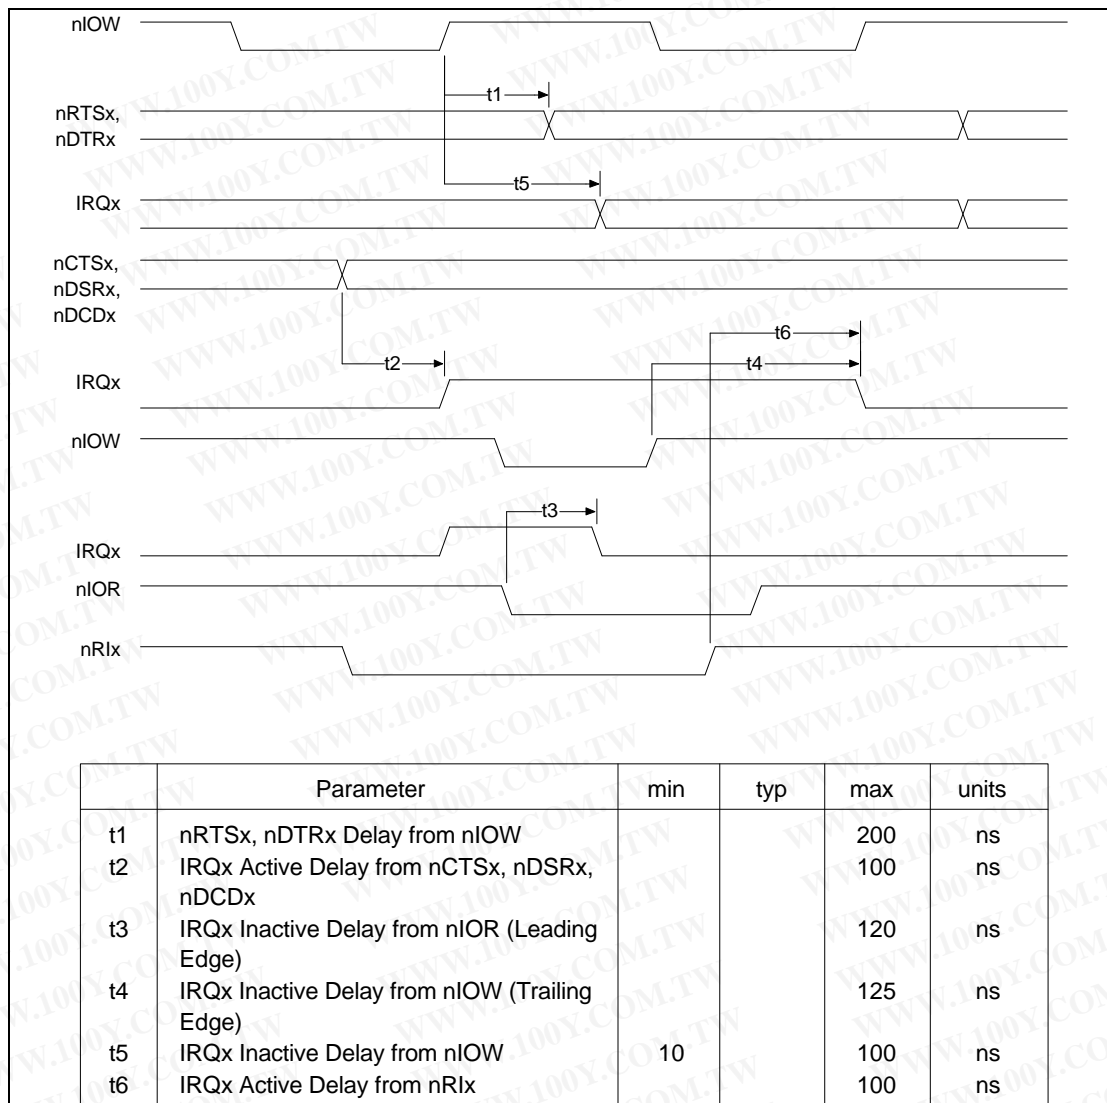 nIOW
t1
nRTSx,
nDTRx
t5
IRQx
nCTSx,
nDSRx,
nDCDx
t6
t2
t4
IRQx
nIOW
t3
IRQx
nIOR
nRIx
Parameter min typ max units
t1 nRTSx, nDTRx Delay from nIOW 200 ns
t2 IRQx Active Delay from nCTSx, nDSRx, 100 ns
nDCDx
t3 IRQx Inactive Delay from nIOR (Leading 120 ns
Edge)
t4 IRQx Inactive Delay from nIOW (Trailing 125 ns
Edge)
t5 IRQx Inactive Delay from nIOW 10 100 ns
t6 IRQx Active Delay from nRIx 100 ns
WWW.100Y.COM.TW